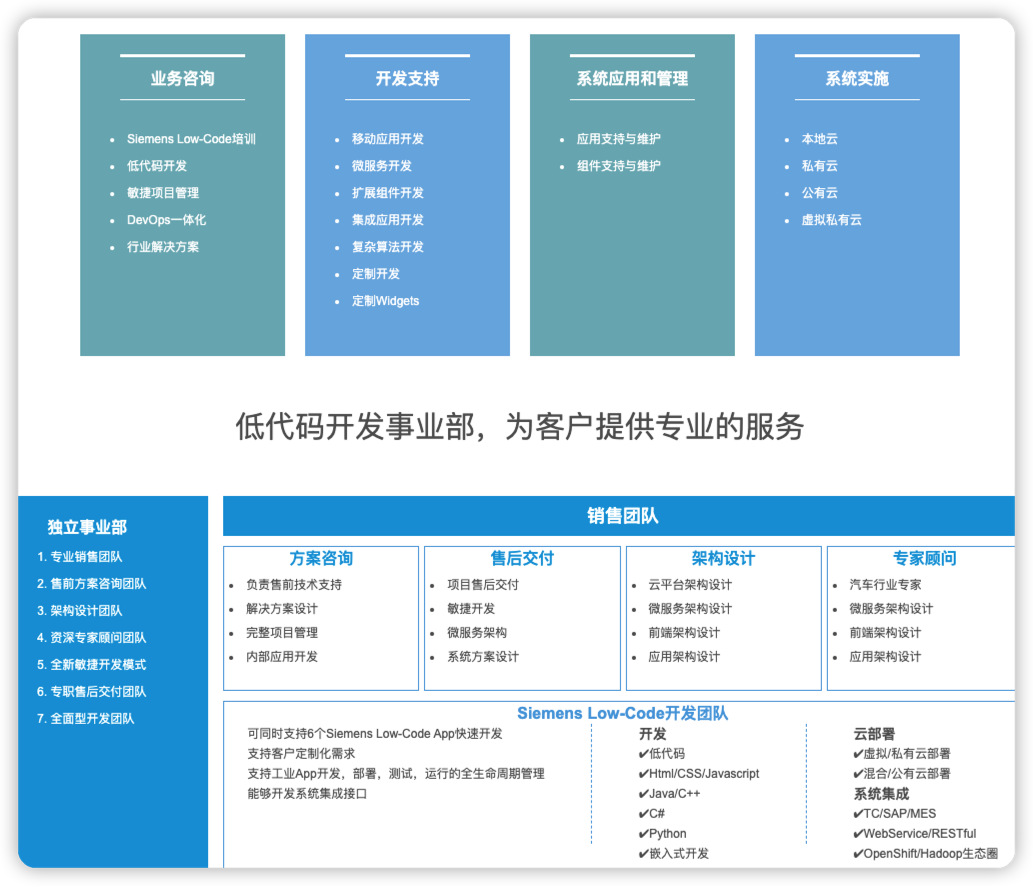 业务咨询
Siemens Low-Code培训
低代码开发
敏捷项目管理
DevOps一体化
行业解决方案
开发支持
移动应用开发
微服务开发
扩展组件开发
集成应用开发
复杂算法开发
定制开发
定制Widgets
系统应用和管理
应用支持与维护
组件支持与维护
系统实施
本地云
私有云
公有云
虚拟私有云
低代码开发事业部，为客户提供专业的服务
独立事业部
1. 专业销售团队
2. 售前方案咨询团队
3. 架构设计团队
4. 资深专家顾问团队
5. 全新敏捷开发模式
6. 专职售后交付团队
7. 全面型开发团队
销售团队
方案咨询
负责售前技术支持
解决方案设计
完整项目管理
内部应用开发
售后交付
项目售后交付
敏捷开发
微服务架构
系统方案设计
架构设计
云平台架构设计
微服务架构设计
前端架构设计
应用架构设计
专家顾问
汽车行业专家
微服务架构设计
前端架构设计
应用架构设计
Siemens Low-Code开发团队
可同时支持6个Siemens Low-Code App快速开发
支持客户定制化需求
支持工业App开发，部署，测试，运行的全生命周期管理
能够开发系统集成接口
开发
✔低代码
✔Html/CSS/Javascript
✔Java/C++
✔C#
✔Python
✔嵌入式开发
云部署
✔虚拟/私有云部署
✔混合/公有云部署
系统集成
✔TC/SAP/MES
✔WebService/RESTful
✔OpenShift/Hadoop生态圈